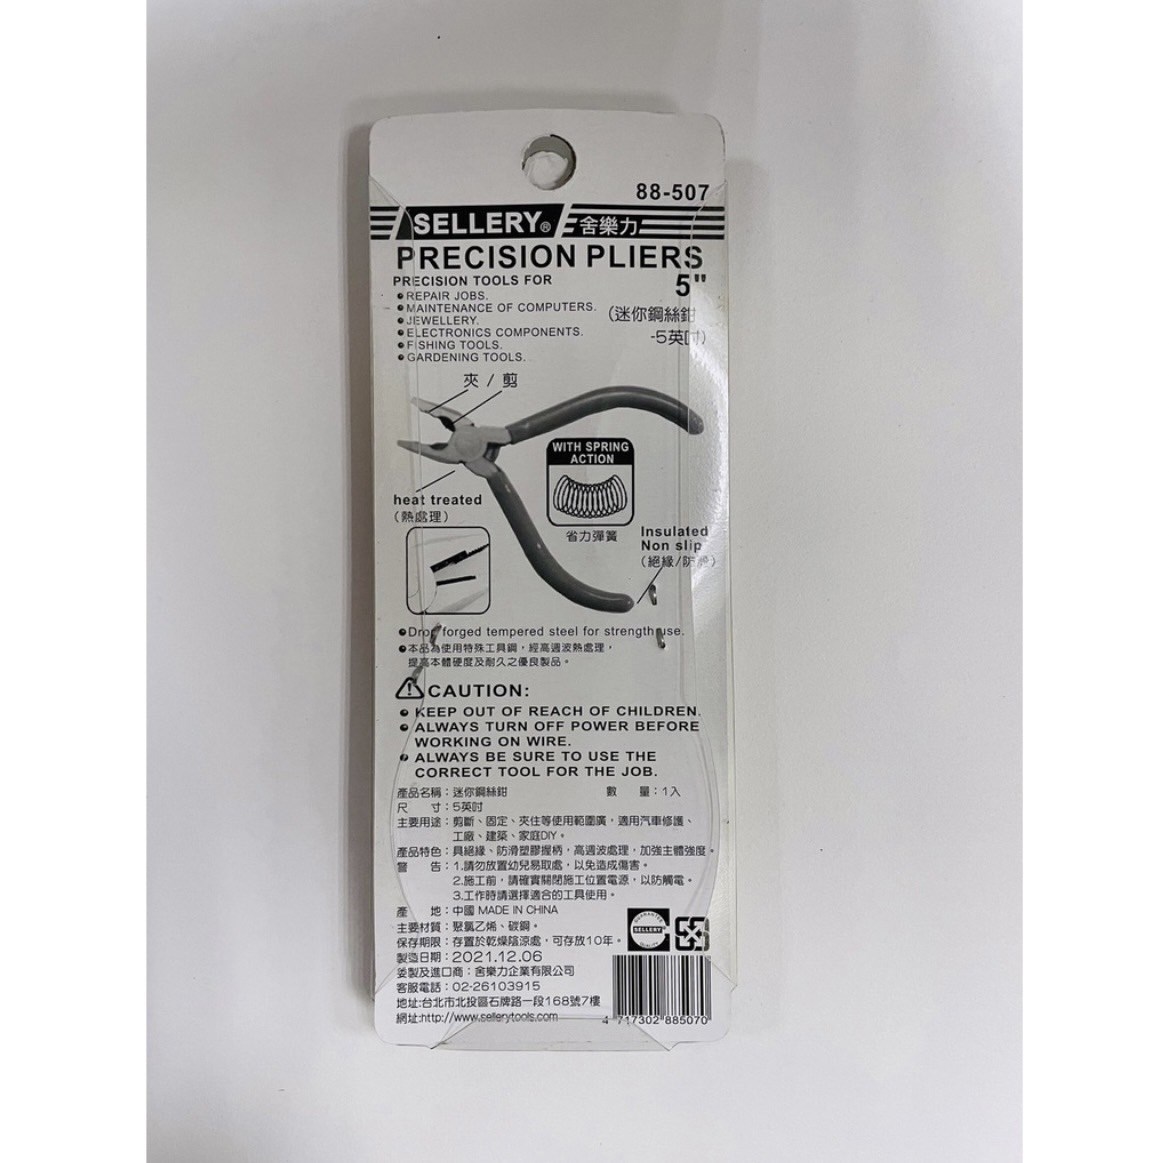 88-507
SELLERY® 舍樂力
PRECISION PLIERS
5"
PRECISION TOOLS FOR
• REPAIR JOBS.
• MAINTENANCE OF COMPUTERS.
• JEWELLERY.
• ELECTRONICS COMPONENTS.
• FISHING TOOLS.
• GARDENING TOOLS.
(迷你鋼絲鉗
-5英吋)
夾 / 剪
WITH SPRING
ACTION
省力彈簧
heat treated
(熱處理)
Insulated
Non slip
(絕緣/防滑)
• Drop forged tempered steel for strength use.
• 本品為使用特殊工具鋼,經高週波熱處理,
提高本體硬度及耐久之優良製品。
CAUTION:
• KEEP OUT OF REACH OF CHILDREN.
• ALWAYS TURN OFF POWER BEFORE
WORKING ON WIRE.
• ALWAYS BE SURE TO USE THE
CORRECT TOOL FOR THE JOB.
產品名稱:迷你鋼絲鉗 數 量:1入
尺 寸:5英吋
主要用途:剪斷、固定、夾住等使用範圍廣,適用汽車修護、
工廠、建築、家庭DIY。
產品特色:具絕緣、防滑塑膠握柄,高週波處理,加強主體強度。
警 告:1.請勿放置幼兒易取處,以免造成傷害。
2.施工前,請確實關閉施工位置電源,以防觸電。
3.工作時請選擇適合的工具使用。
產 地:中國 MADE IN CHINA
主要材質:聚氯乙烯、碳鋼。
保存期限:存置於乾燥陰涼處,可存放10年。
製造日期:2021.12.06
委製及進口商:舍樂力企業有限公司
客服電話:02-26103915
地址:台北市北投區石牌路一段168號7樓
網址:http://www.sellerytools.com
GUARANTEE
SELLERY
QUALITY
4 717302 885070